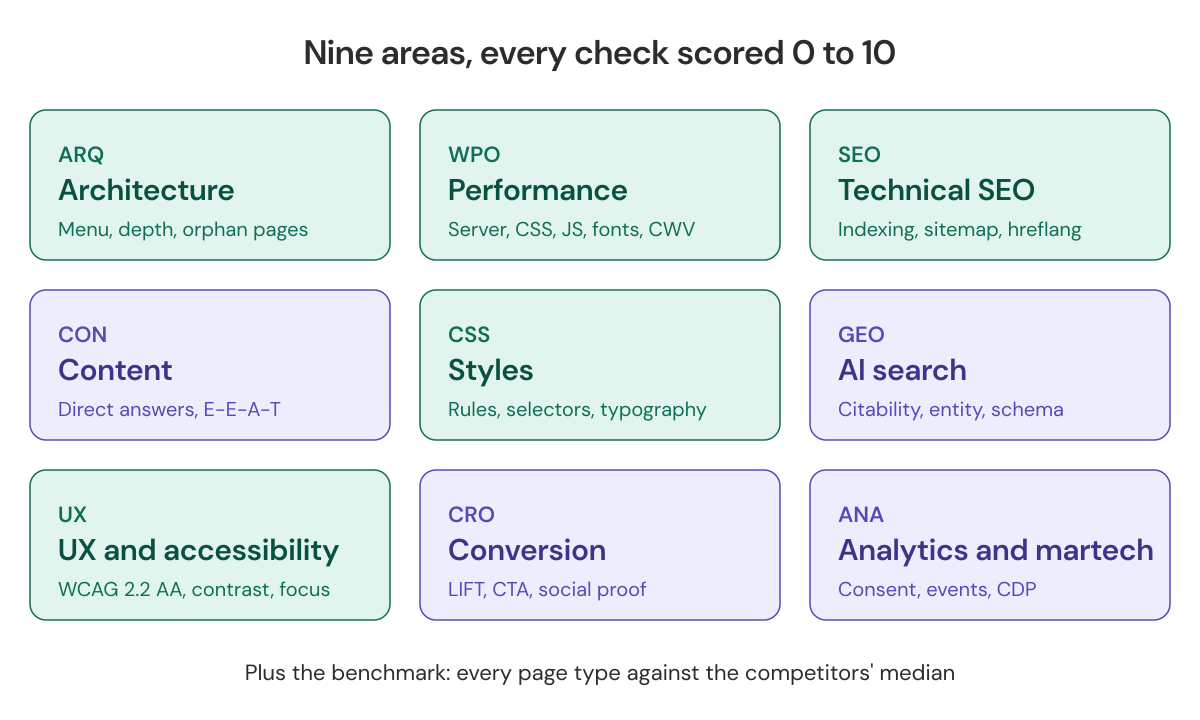 Nine areas, every check scored 0 to 10
ARQ
Architecture
Menu, depth, orphan pages
WPO
Performance
Server, CSS, JS, fonts, CWV
SEO
Technical SEO
Indexing, sitemap, hreflang
CON
Content
Direct answers, E-E-A-T
CSS
Styles
Rules, selectors, typography
GEO
AI search
Citability, entity, schema
UX
UX and accessibility
WCAG 2.2 AA, contrast, focus
CRO
Conversion
LIFT, CTA, social proof
ANA
Analytics and martech
Consent, events, CDP
Plus the benchmark: every page type against the competitors' median